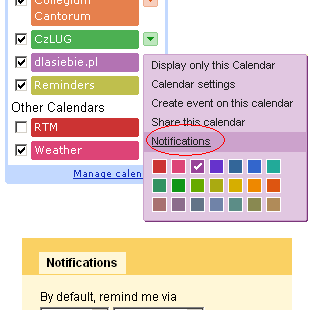 Collegium
Cantorum
CzLUG
dlasiebie.pl
Reminders
Other Calendars
RTM
Weather
Manage calen
Display only this Calendar
Calendar settings
Create event on this calendar
Share this calendar
Notifications
Notifications
By default, remind me via